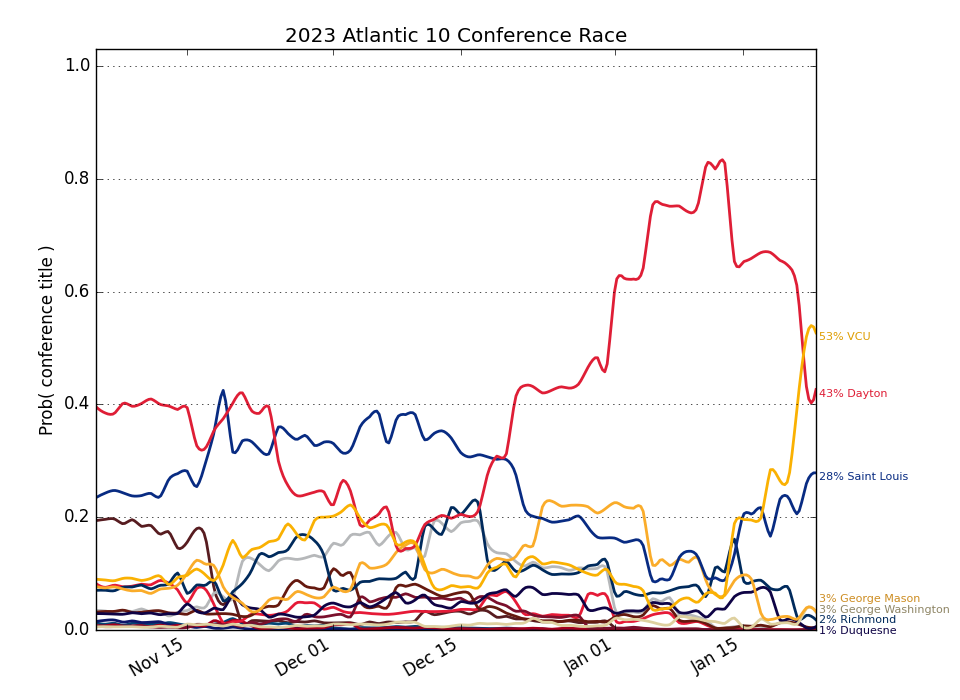 2023 Atlantic 10 Conference Race
Prob( conference title )
1.0
0.8
0.6
0.4
0.2
0.0
53% VCU
43% Dayton
28% Saint Louis
3% George Mason
3% George Washington
2% Richmond
1% Duquesne
Nov 15
Dec 01
Dec 15
Jan 01
Jan 15